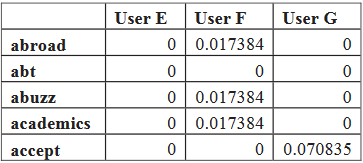 User E User F User G
abroad 0 0.017384 0
abt 0 0 0
abuzz 0 0.017384 0
academics 0 0.017384 0
accept 0 0 0.070835